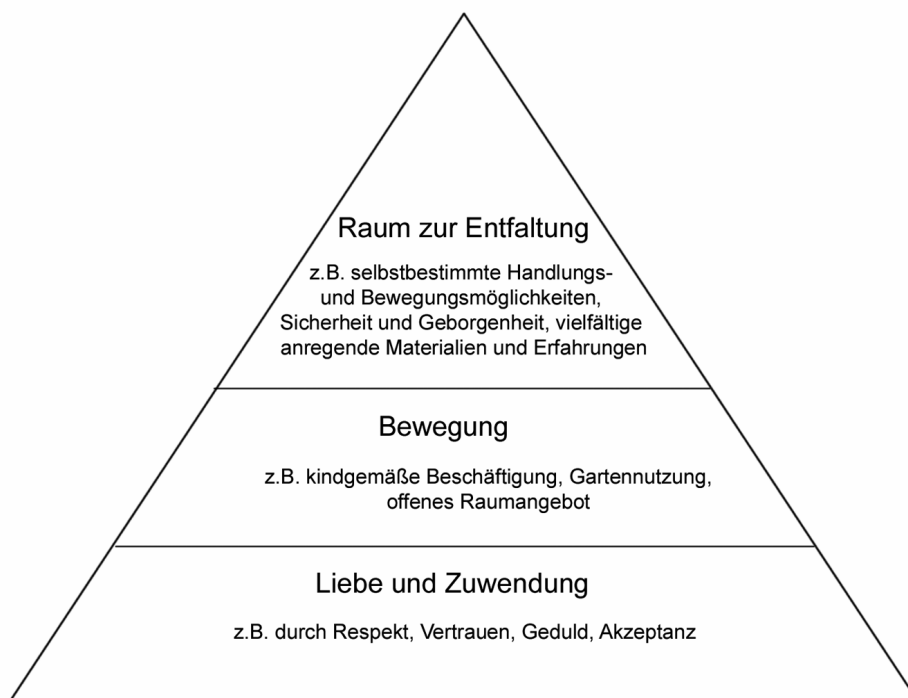 Raum zur Entfaltung
z.B. selbstbestimmte Handlungs-
und Bewegungsmöglichkeiten,
Sicherheit und Geborgenheit, vielfältige
anregende Materialien und Erfahrungen
Bewegung
z.B. kindgemäße Beschäftigung, Gartennutzung,
offenes Raumangebot
Liebe und Zuwendung
z.B. durch Respekt, Vertrauen, Geduld, Akzeptanz